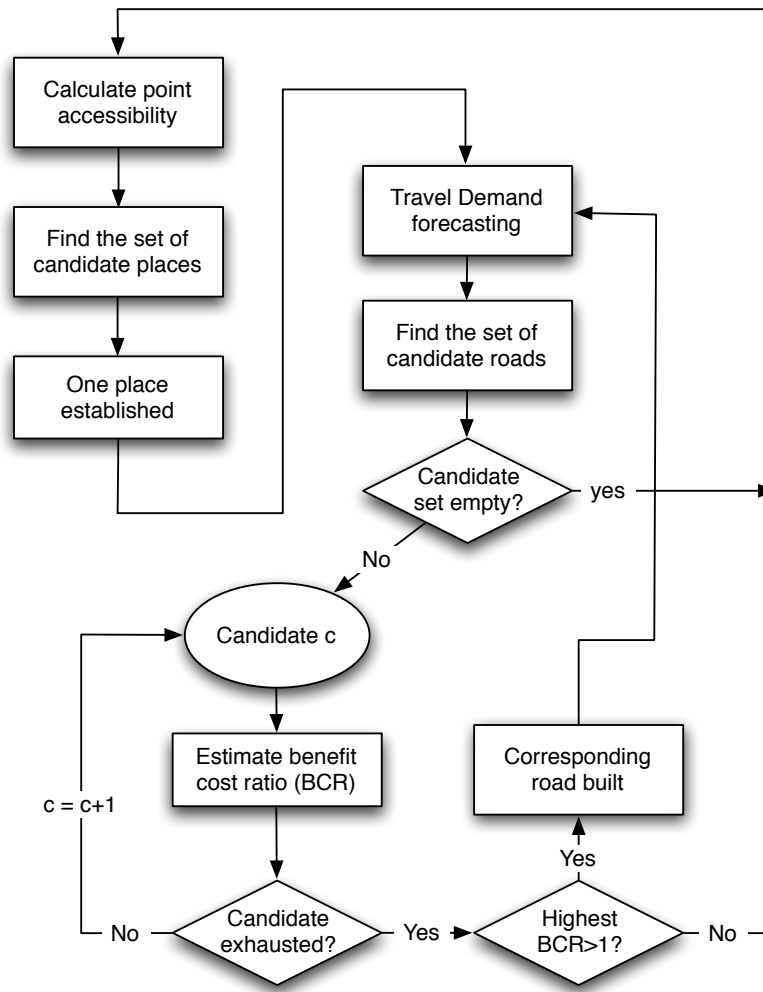 Calculate point
accessibility
Find the set of
candidate places
One place
established
Travel Demand
forecasting
Find the set of
candidate roads
Candidate
set empty?
yes
No
Candidate c
Estimate benefit
cost ratio (BCR)
c = c+1
Candidate
exhausted?
No
Yes
Highest
BCR>1?
Yes
No
Corresponding
road built